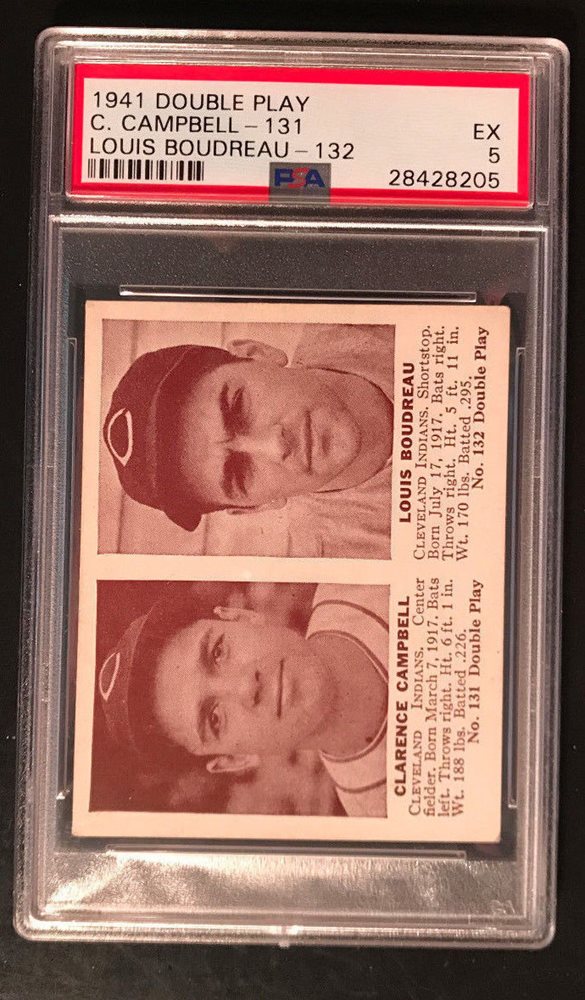 1941 DOUBLE PLAY
C. CAMPBELL - 131
LOUIS BOUDREAU - 132
EX
5
PSA
28428205
CLARENCE CAMPBELL
CLEVELAND INDIANS. Center
fielder. Born March 7, 1917. Bats
left. Throws right. Ht. 6 ft. 1 in.
Wt. 188 lbs. Batted .226.
No. 131 Double Play
LOUIS BOUDREAU
CLEVELAND INDIANS. Shortstop.
Born July 17, 1917. Bats right.
Throws right. Ht. 5 ft. 11 in.
Wt. 170 lbs. Batted .295.
No. 132 Double Play